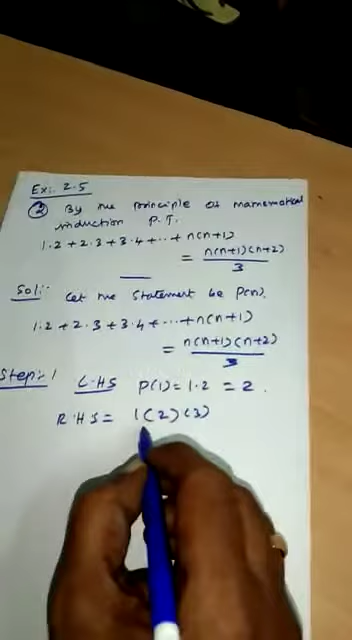 Ex:. 2.5
② By the principle of mathematical
induction P.T.
1.2 + 2.3 + 3.4 + ... + n(n+1)
= n(n+1)(n+2)
3
Sol:- Let the Statement be P(n).
1.2 + 2.3 + 3.4 + ... + n(n+1)
= n(n+1)(n+2)
3
Step:-1 L.HS P(1) = 1.2 = 2.
R.H.S = 1(2)(3)